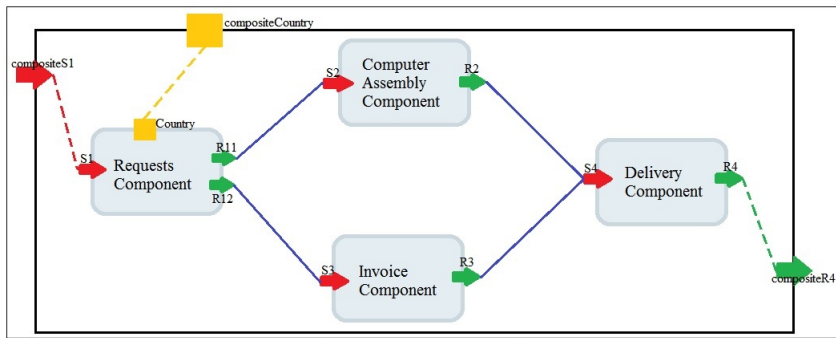 compositeCountry
compositeS1
Country
S1
Requests
Component
R11
R12
S2
Computer
Assembly
Component
R2
S3
Invoice
Component
R3
S4
Delivery
Component
R4
compositeR4